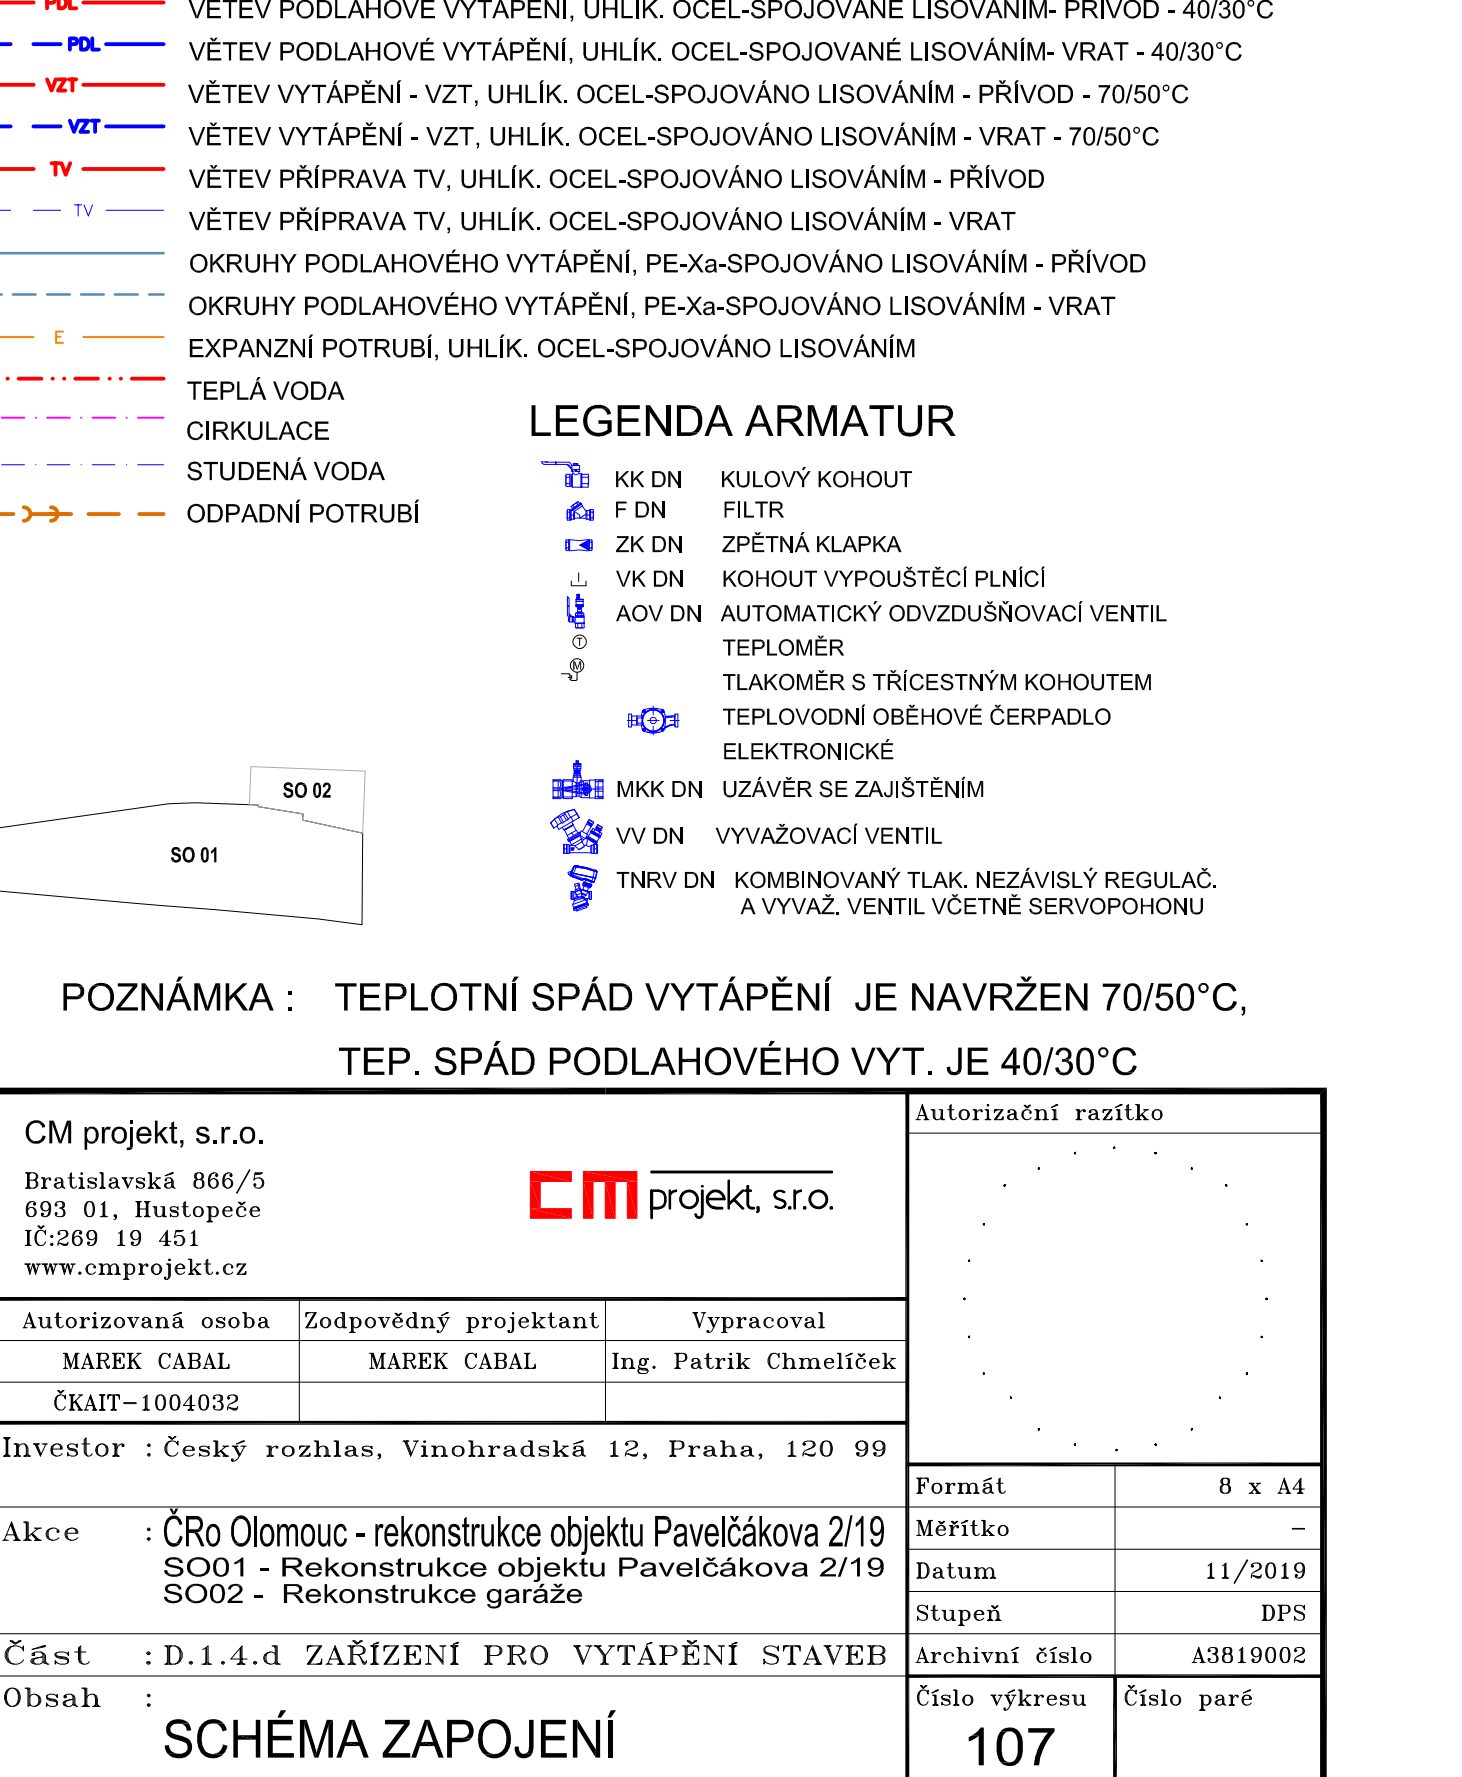 PDL VĚTEV PODLAHOVÉ VYTÁPĚNÍ, UHLÍK. OCEL-SPOJOVANÉ LISOVÁNÍM- PŘÍVOD - 40/30°C
PDL VĚTEV PODLAHOVÉ VYTÁPĚNÍ, UHLÍK. OCEL-SPOJOVANÉ LISOVÁNÍM- VRAT - 40/30°C
VZT VĚTEV VYTÁPĚNÍ - VZT, UHLÍK. OCEL-SPOJOVÁNO LISOVÁNÍM - PŘÍVOD - 70/50°C
VZT VĚTEV VYTÁPĚNÍ - VZT, UHLÍK. OCEL-SPOJOVÁNO LISOVÁNÍM - VRAT - 70/50°C
TV VĚTEV PŘÍPRAVA TV, UHLÍK. OCEL-SPOJOVÁNO LISOVÁNÍM - PŘÍVOD
TV VĚTEV PŘÍPRAVA TV, UHLÍK. OCEL-SPOJOVÁNO LISOVÁNÍM - VRAT
OKRUHY PODLAHOVÉHO VYTÁPĚNÍ, PE-Xa-SPOJOVÁNO LISOVÁNÍM - PŘÍVOD
OKRUHY PODLAHOVÉHO VYTÁPĚNÍ, PE-Xa-SPOJOVÁNO LISOVÁNÍM - VRAT
E EXPANZNÍ POTRUBÍ, UHLÍK. OCEL-SPOJOVÁNO LISOVÁNÍM
TEPLÁ VODA
CIRKULACE
STUDENÁ VODA
ODPADNÍ POTRUBÍ
LEGENDA ARMATUR
KK DN KULOVÝ KOHOUT
F DN FILTR
ZK DN ZPĚTNÁ KLAPKA
VK DN KOHOUT VYPOUŠTĚCÍ PLNÍCÍ
AOV DN AUTOMATICKÝ ODVZDUŠŇOVACÍ VENTIL
T TEPLOMĚR
M TLAKOMĚR S TŘÍCESTNÝM KOHOUTEM
TEPLOVODNÍ OBĚHOVÉ ČERPADLO
ELEKTRONICKÉ
MKK DN UZÁVĚR SE ZAJIŠTĚNÍM
VV DN VYVAŽOVACÍ VENTIL
TNRV DN KOMBINOVANÝ TLAK. NEZÁVISLÝ REGULAČ.
A VYVAŽ. VENTIL VČETNĚ SERVOPOHONU
SO 02
SO 01
POZNÁMKA : TEPLOTNÍ SPÁD VYTÁPĚNÍ JE NAVRŽEN 70/50°C,
TEP. SPÁD PODLAHOVÉHO VYT. JE 40/30°C
CM projekt, s.r.o.
Bratislavská 866/5
693 01, Hustopeče
IČ:269 19 451
www.cmprojekt.cz
cm projekt, s.r.o.
Autorizační razítko
Autorizovaná osoba Zodpovědný projektant Vypracoval
MAREK CABAL MAREK CABAL Ing. Patrik Chmelíček
ČKAIT-1004032
Investor : Český rozhlas, Vinohradská 12, Praha, 120 99
Akce : ČRo Olomouc - rekonstrukce objektu Pavelčákova 2/19
SO01 - Rekonstrukce objektu Pavelčákova 2/19
SO02 - Rekonstrukce garáže
Část : D.1.4.d ZAŘÍZENÍ PRO VYTÁPĚNÍ STAVEB
Obsah :
SCHÉMA ZAPOJENÍ
Formát 8 x A4
Měřítko –
Datum 11/2019
Stupeň DPS
Archivní číslo A3819002
Číslo výkresu Číslo paré
107